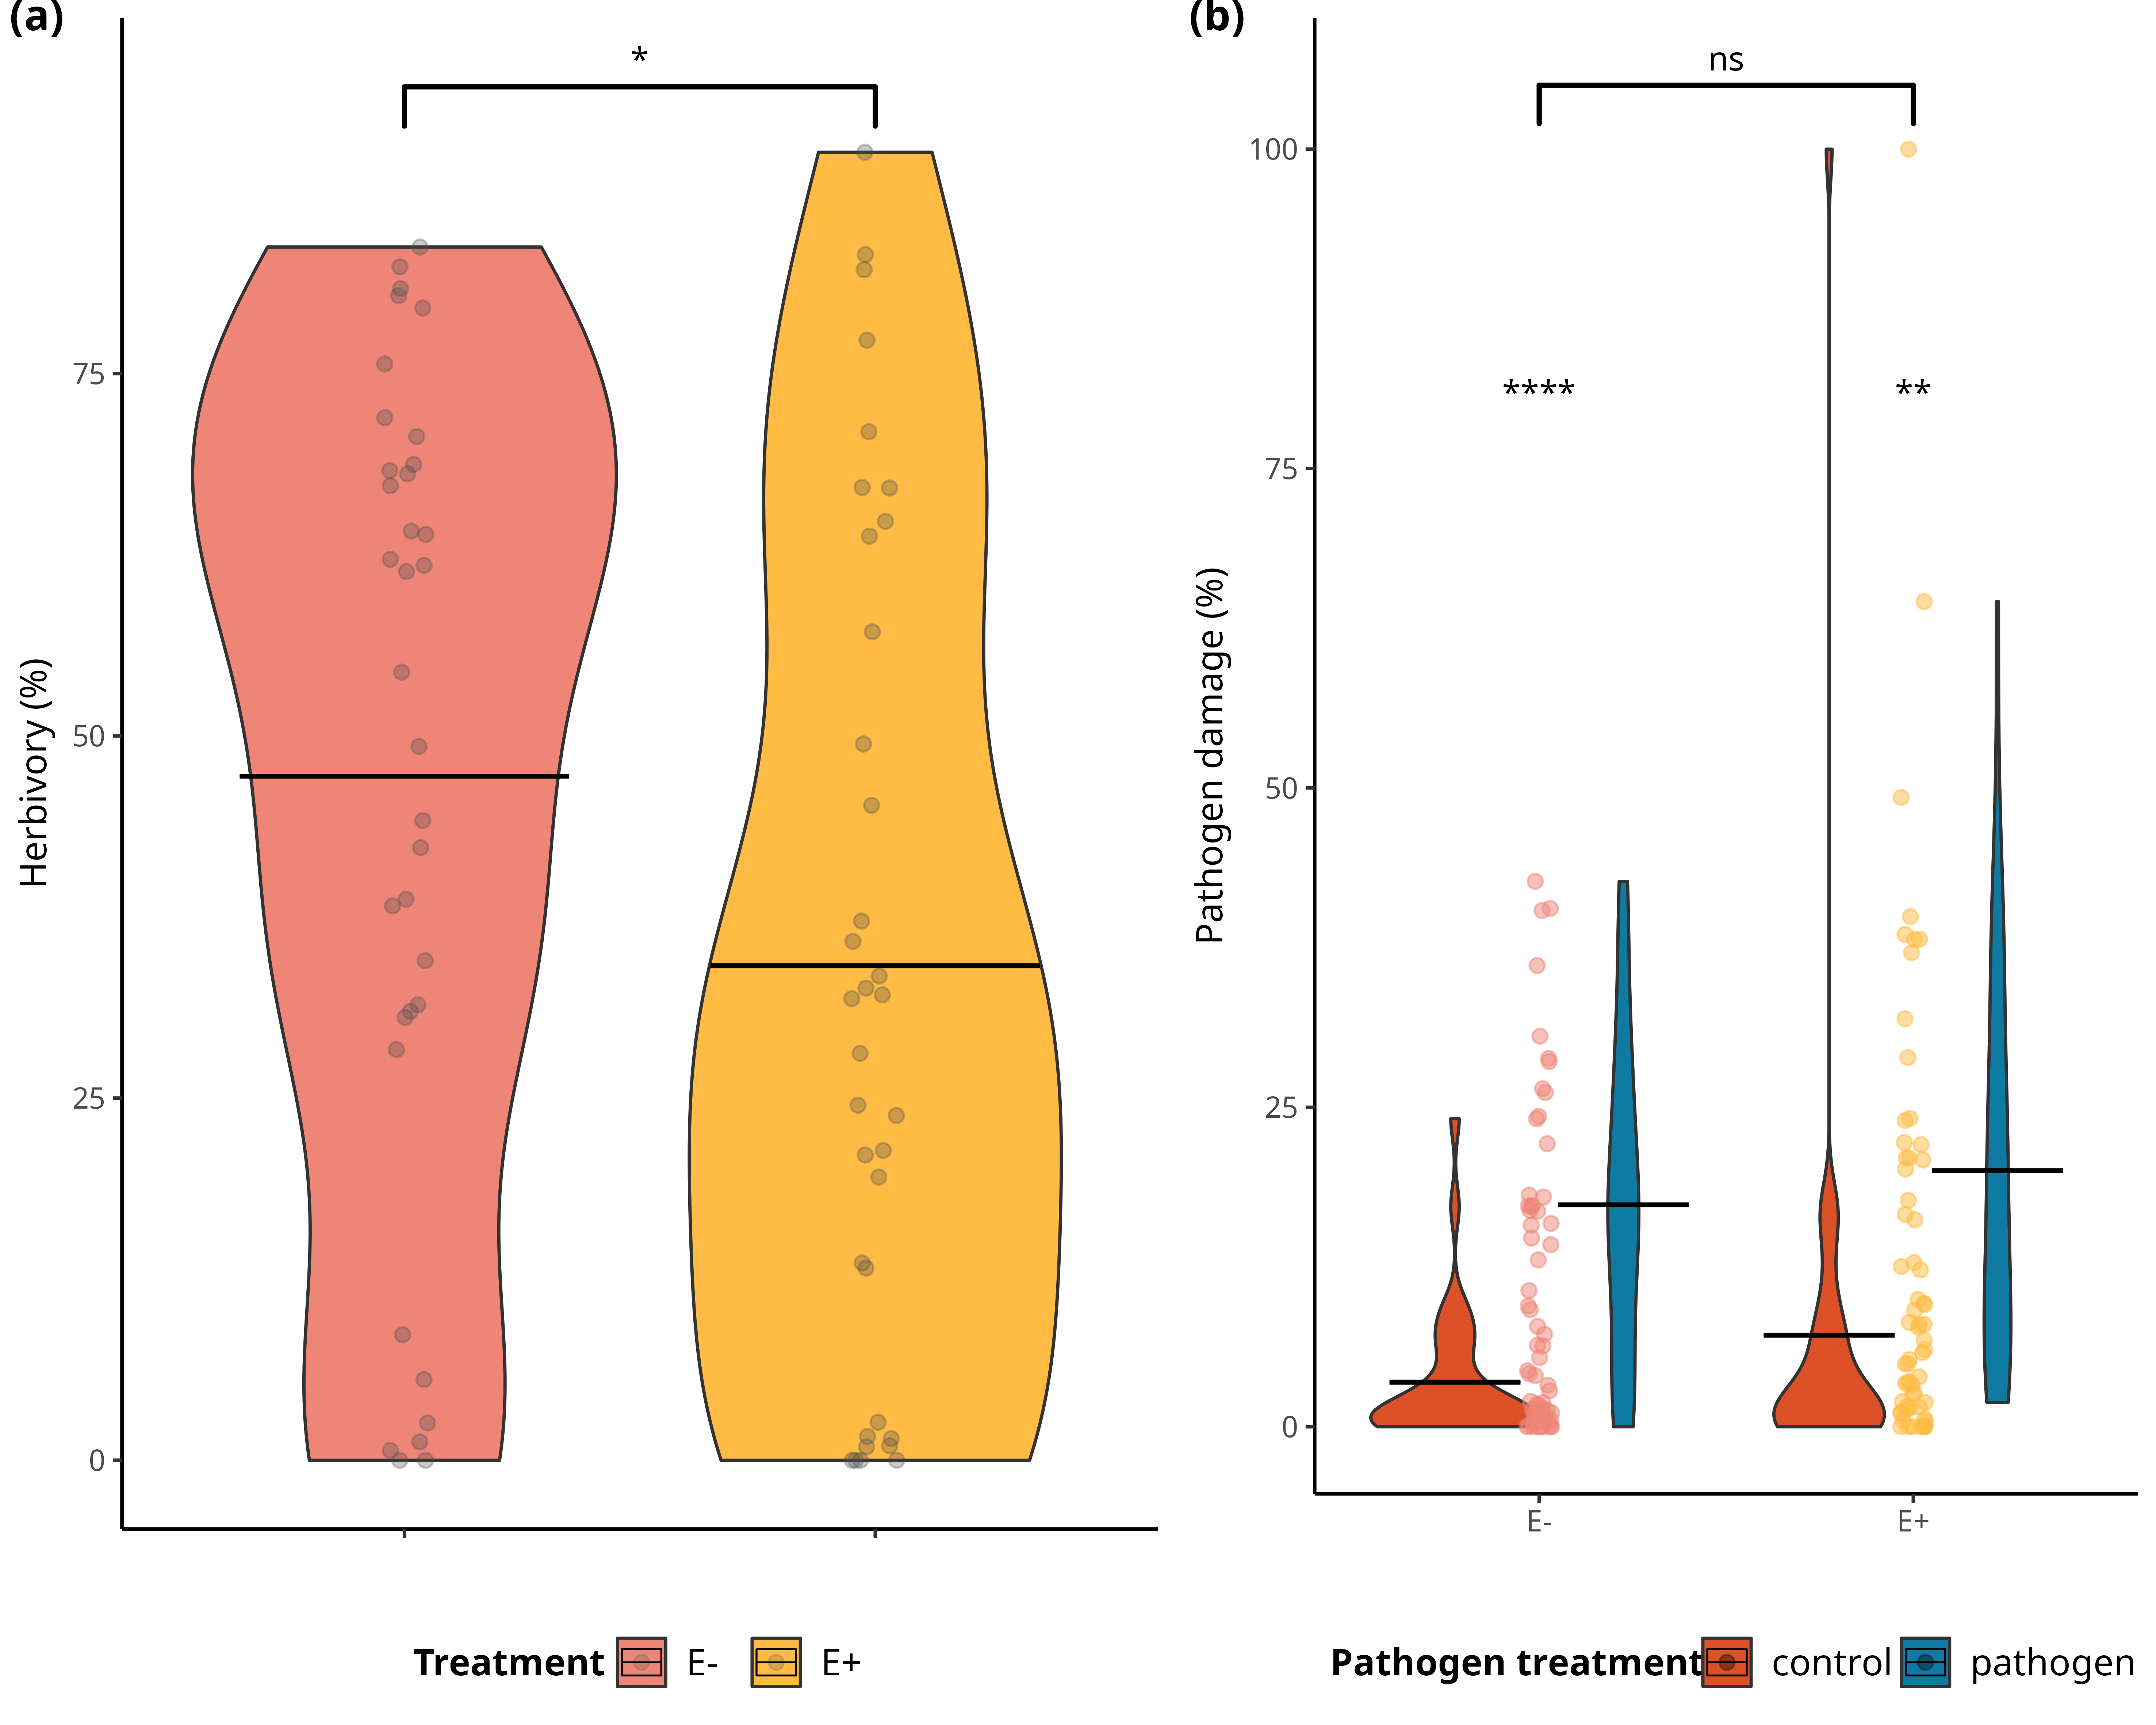 (a)
*
Herbivory (%)
75
50
25
0
Treatment E- E+
(b)
ns
**** **
Pathogen damage (%)
100
75
50
25
0
E- E+
Pathogen treatment control pathogen